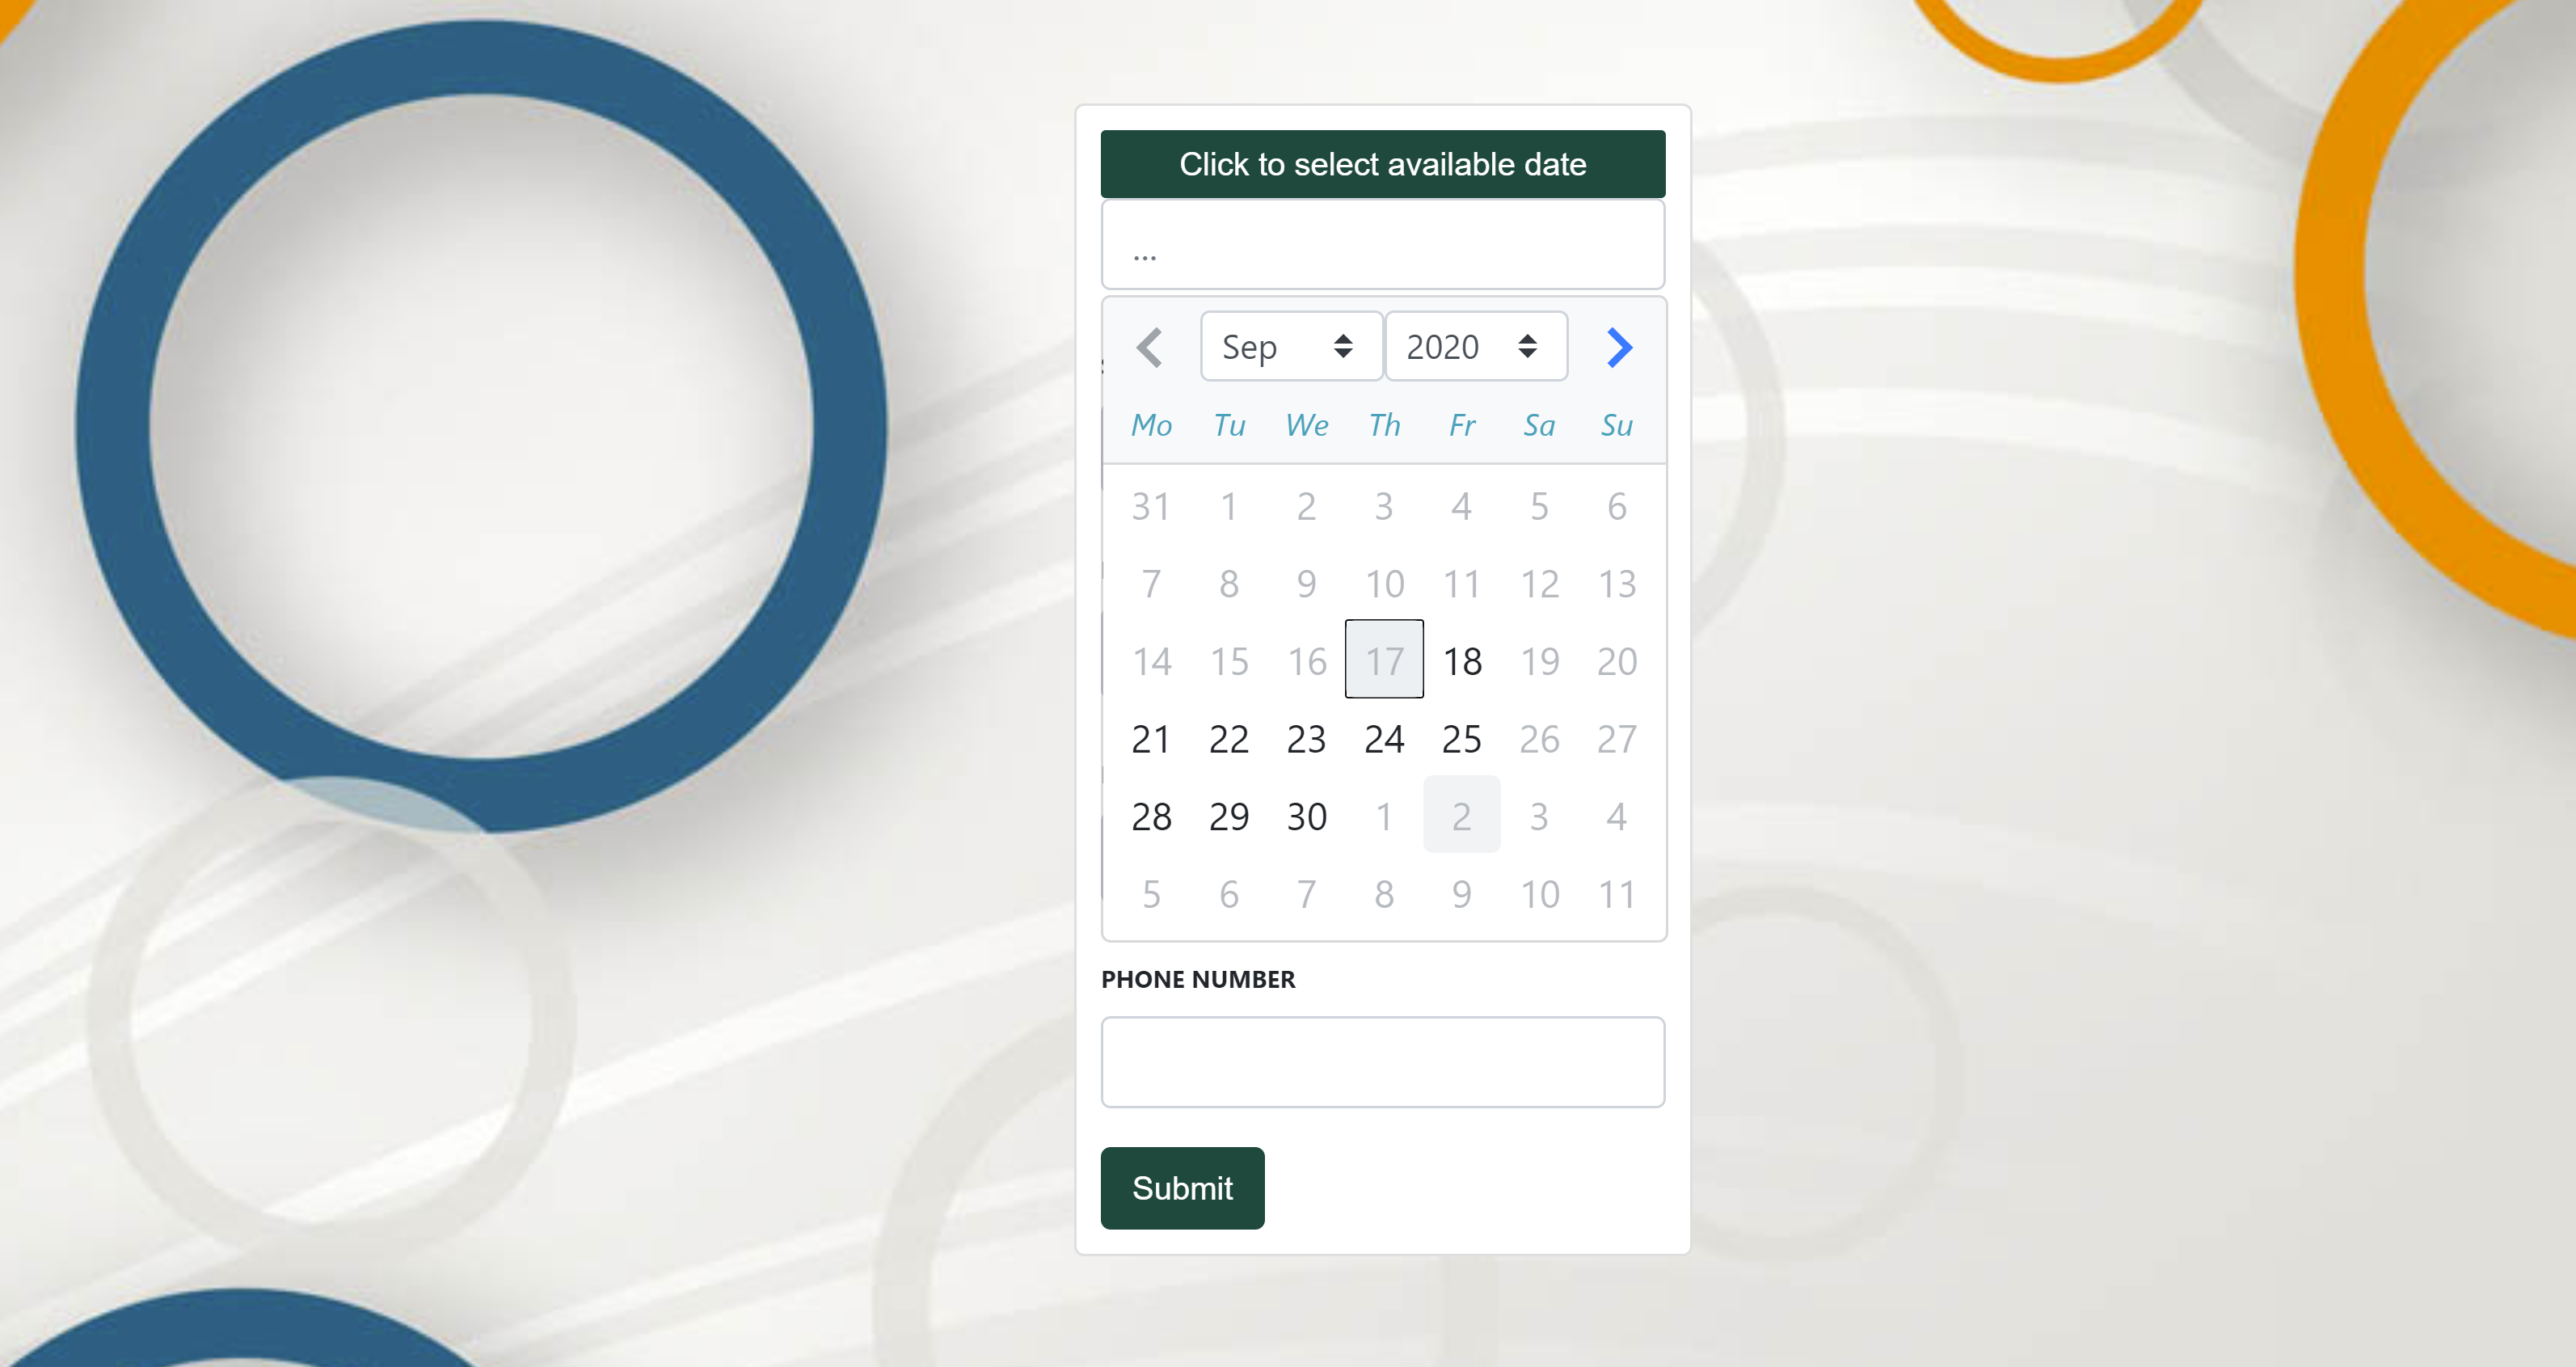 Click to select available date
...
Sep 2020
Mo Tu We Th Fr Sa Su
31 1 2 3 4 5 6
7 8 9 10 11 12 13
14 15 16 17 18 19 20
21 22 23 24 25 26 27
28 29 30 1 2 3 4
5 6 7 8 9 10 11
PHONE NUMBER
Submit